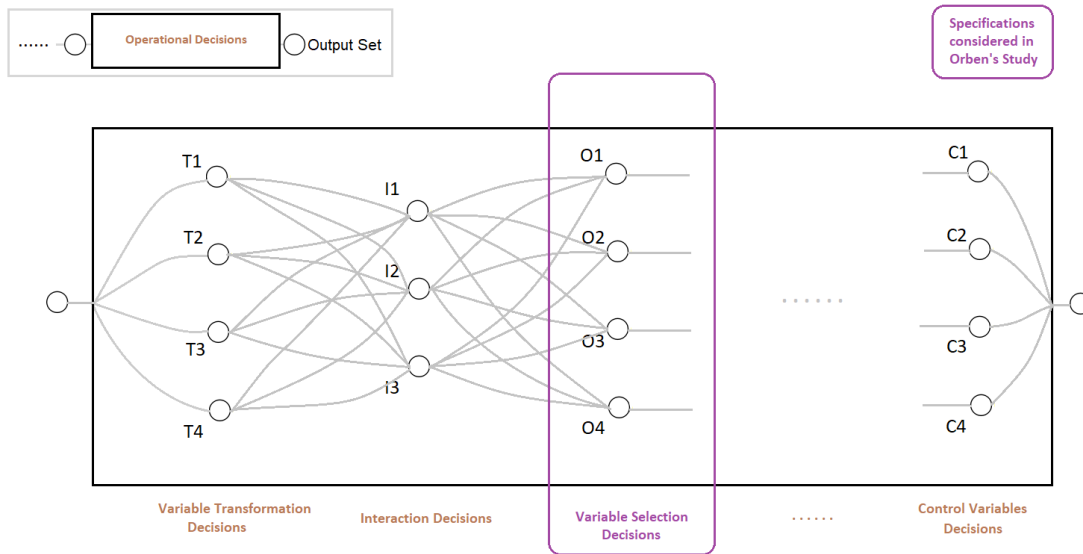 ...... Operational Decisions Output Set
Specifications
considered in
Orben's Study
T1
T2
T3
T4
I1
I2
I3
O1
O2
O3
O4
......
C1
C2
C3
C4
Variable Transformation
Decisions
Interaction Decisions
Variable Selection
Decisions
......
Control Variables
Decisions